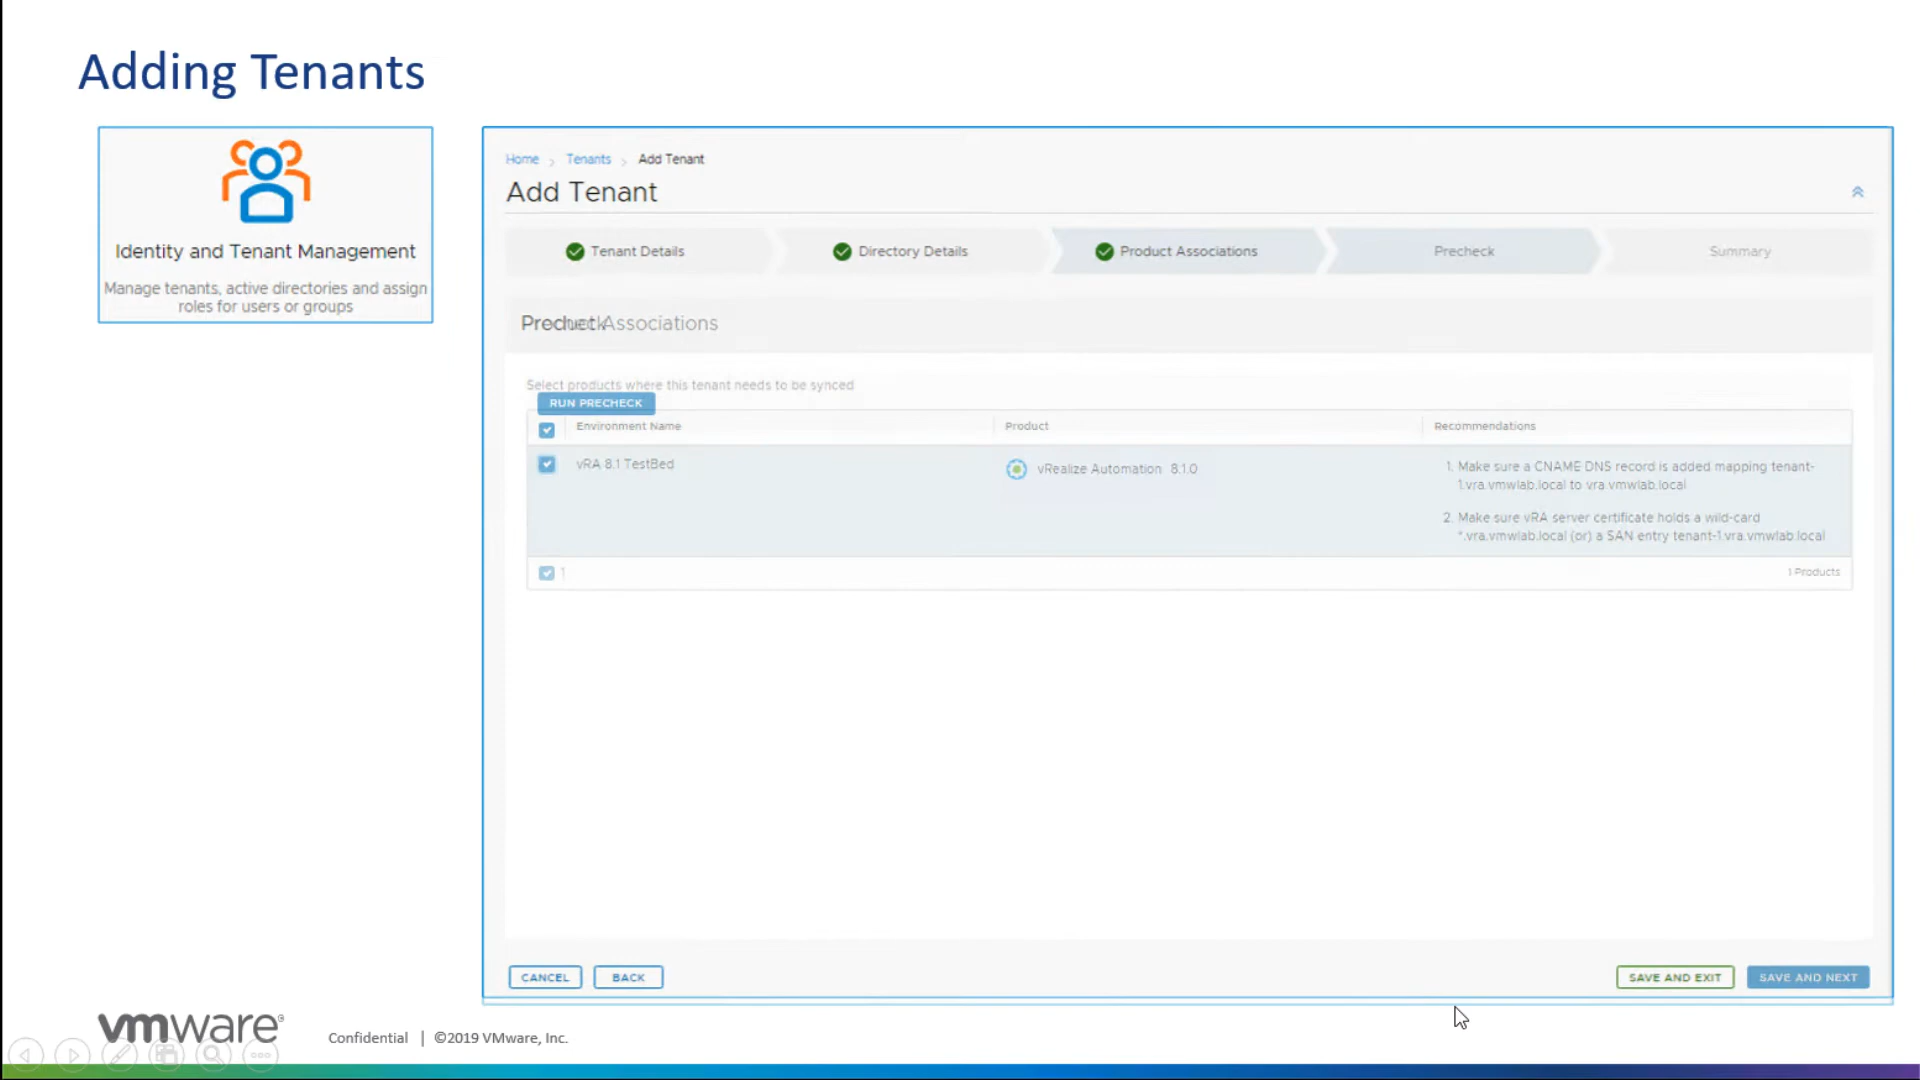 Adding Tenants
Identity and Tenant Management
Manage tenants, active directories and assign
roles for users or groups
Home > Tenants > Add Tenant
Add Tenant
Tenant Details
Directory Details
Product Associations
Precheck
Summary
Precheck
Product Associations
Select products where this tenant needs to be synced
RUN PRECHECK
Environment Name
Product
Recommendations
vRA 8.1 TestBed
vRealize Automation 8.1.0
1. Make sure a CNAME DNS record is added mapping tenant-
1.vra.vmwlab.local to vra.vmwlab.local
2. Make sure vRA server certificate holds a wild-card
*.vra.vmwlab.local (or) a SAN entry tenant-1.vra.vmwlab.local
1
1 Products
CANCEL
BACK
SAVE AND EXIT
SAVE AND NEXT
vmware®
Confidential | ©2019 VMware, Inc.